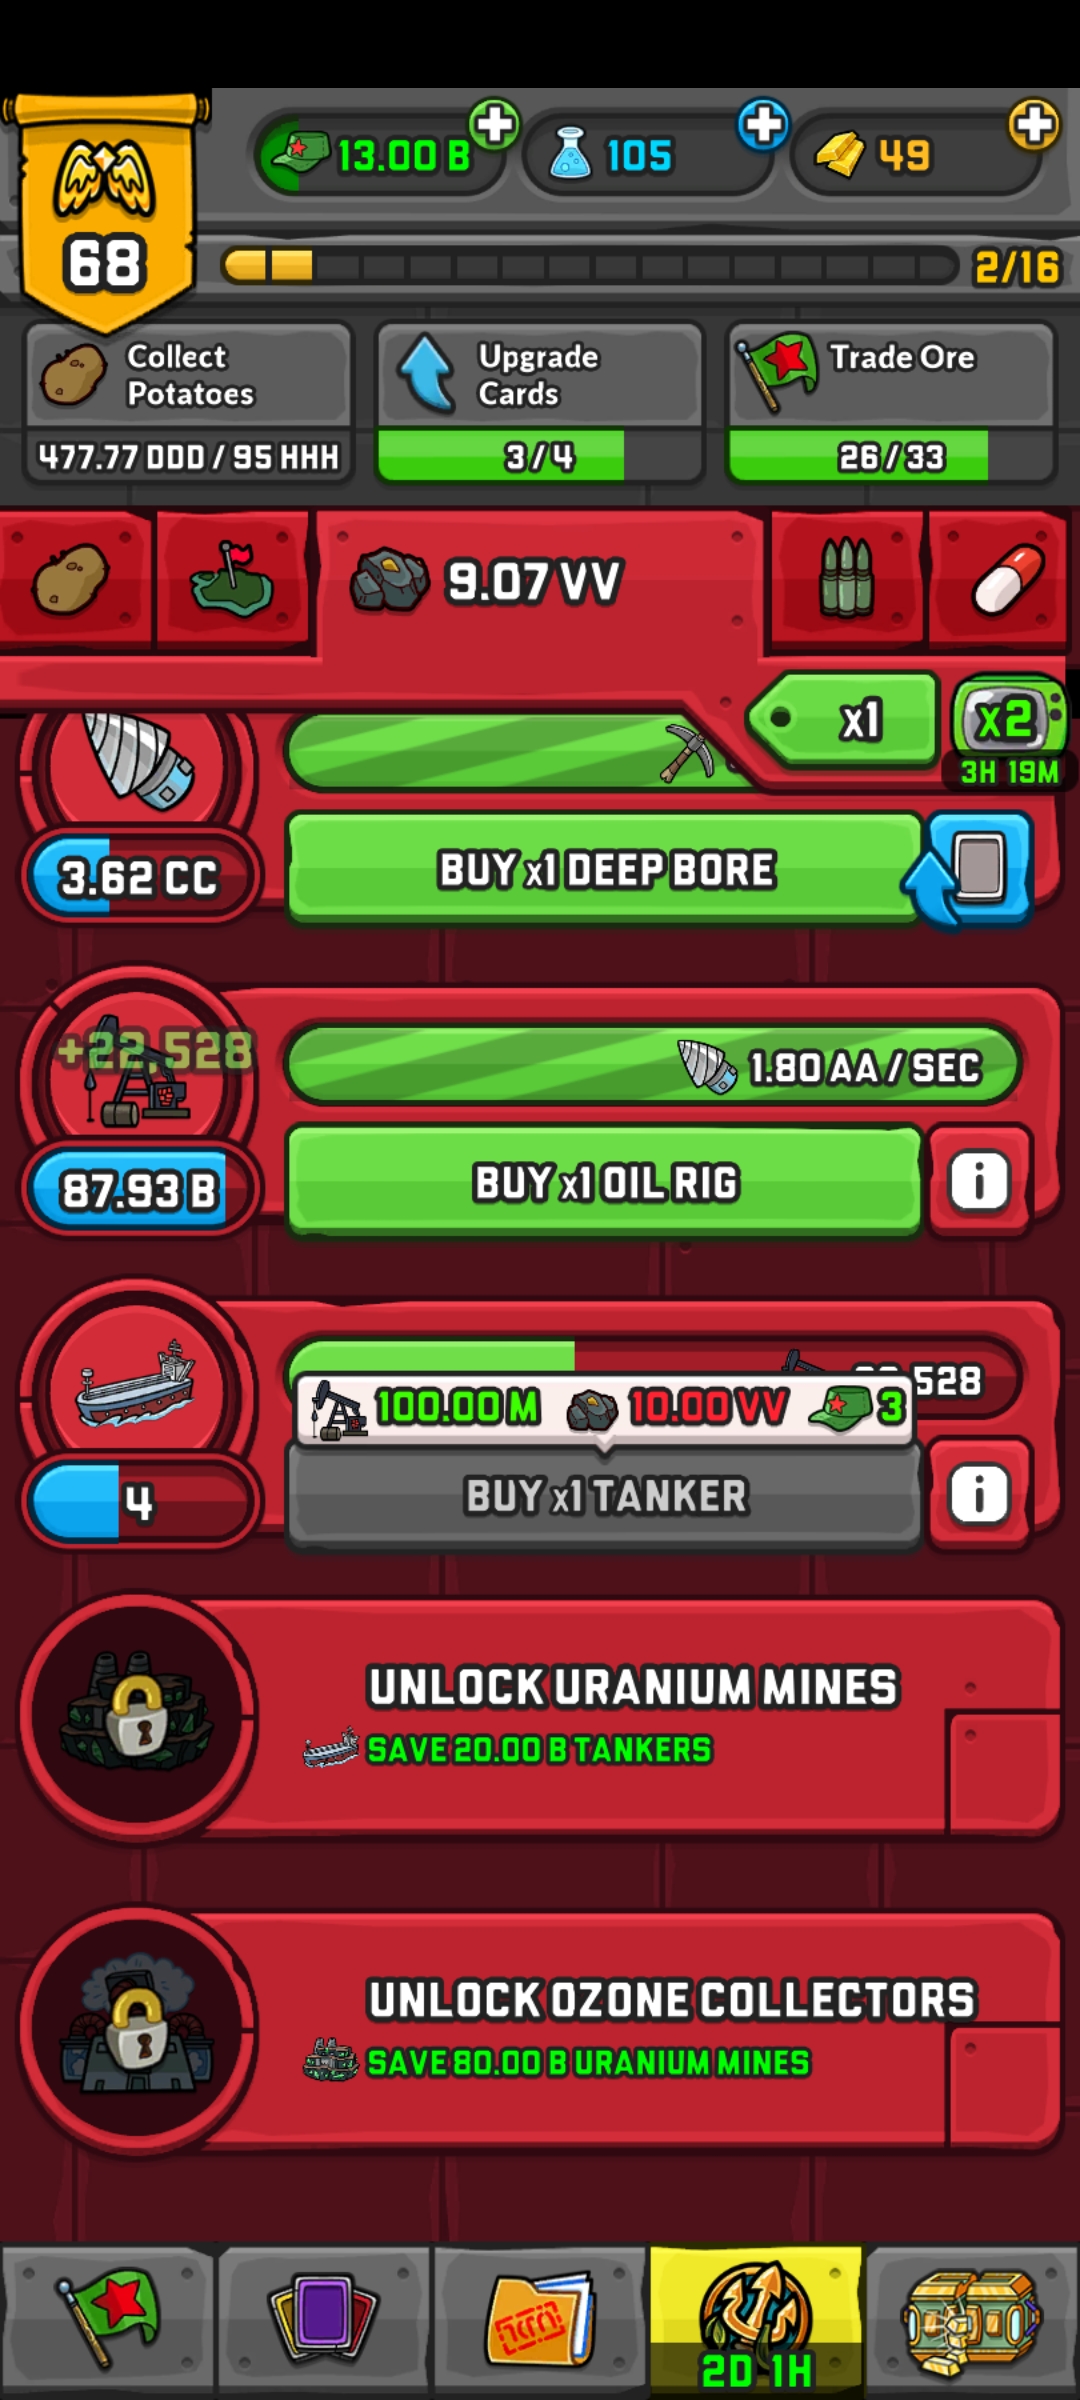 13.00 B
105
49
68
2/16
Collect
Potatoes
Upgrade
Cards
Trade Ore
477.77 DDD / 95 HHH
3/4
26/33
9.07 VV
x1
x2
3H 19M
3.62 CC
BUY x1 DEEP BORE
+22,528
1.80 AA / SEC
87.93 B
BUY x1 OIL RIG
528
100.00 M
10.00 VV
3
4
BUY x1 TANKER
UNLOCK URANIUM MINES
SAVE 20.00 B TANKERS
UNLOCK OZONE COLLECTORS
SAVE 80.00 B URANIUM MINES
2D 1H